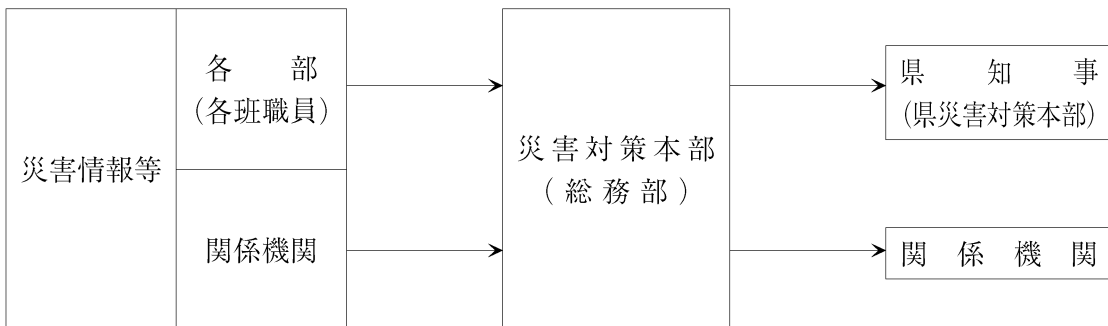 災害情報等
各部
(各班職員)
関係機関
災害対策本部
(総務部)
県知事
(県災害対策本部)
関係機関